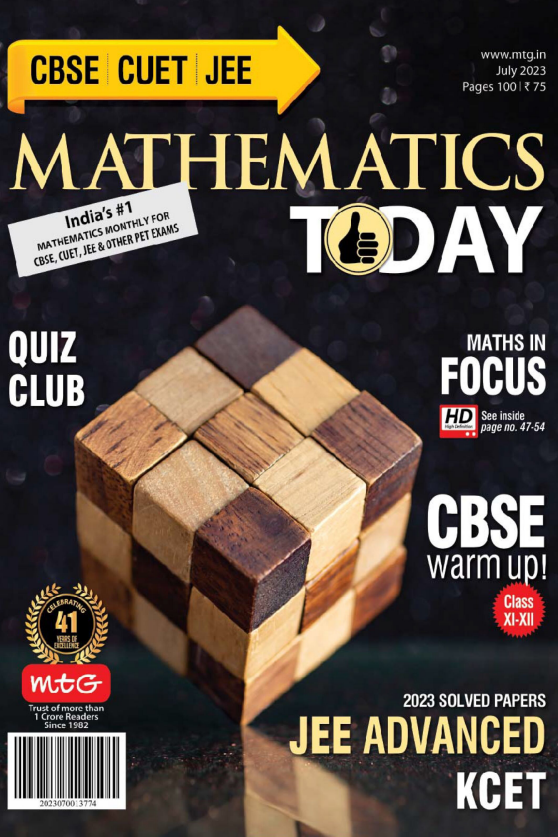 CBSE CUET JEE
www.mtg.in
July 2023
Pages 100 | ₹ 75
MATHEMATICS
TODAY
India's #1
MATHEMATICS MONTHLY FOR
CBSE, CUET, JEE & OTHER PET EXAMS
QUIZ
CLUB
MATHS IN
FOCUS
HD
High Definition
See inside
page no. 47-54
CBSE
warm up!
Class
XI-XII
CELEBRATING
41
YEARS OF
EXCELLENCE
mtG
Trust of more than
1 Crore Readers
Since 1982
2023 SOLVED PAPERS
JEE ADVANCED
KCET
20230700 3774